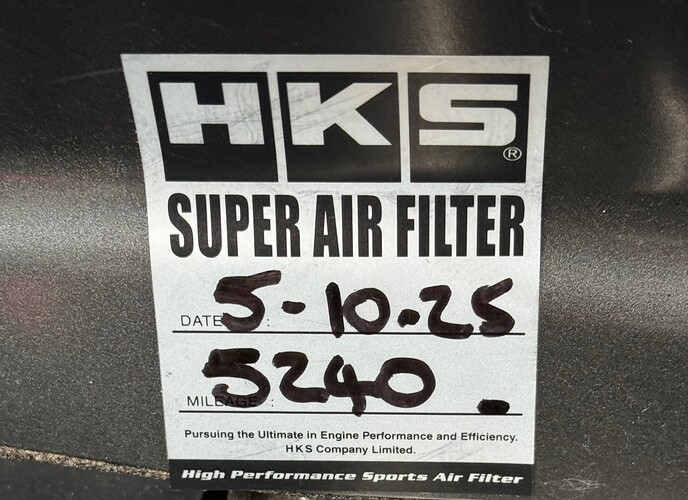 HKS®
SUPER AIR FILTER
DATE : 5-10-25
MILEAGE : 5240.
Pursuing the Ultimate in Engine Performance and Efficiency.
HKS Company Limited.
High Performance Sports Air Filter